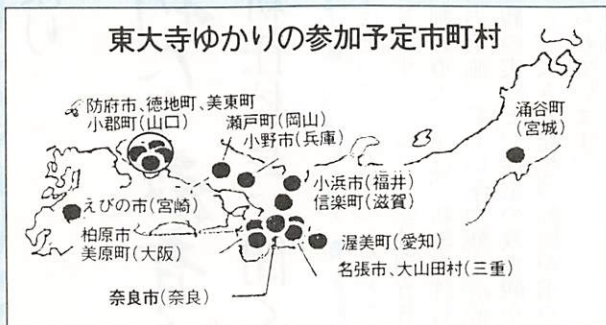 東大寺ゆかりの参加予定市町村
防府市、徳地町、美東町
小郡町(山口)
瀬戸町(岡山)
小野市(兵庫)
涌谷町
(宮城)
小浜市(福井)
信楽町(滋賀)
えびの市(宮崎)
柏原市
美原町(大阪)
渥美町(愛知)
名張市、大山田村(三重)
奈良市(奈良)